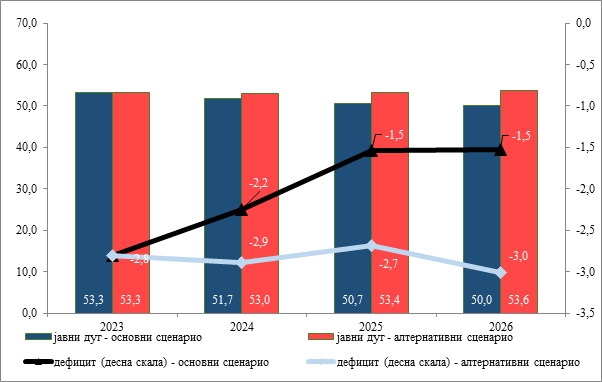 70,0 0,0
60,0 -0,5
50,0 -1,0
40,0 -1,5
30,0 -2,0
20,0 -2,5
10,0 -3,0
0,0 -3,5
-1,5 -1,5
-2,2
-2,8 -2,9 -2,7 -3,0
53,3 53,3 51,7 53,0 50,7 53,4 50,0 53,6
2023 2024 2025 2026
јавни дуг - основни сценарио јавни дуг - алтернативни сценарио
дефицит (десна скала) - основни сценарио дефицит (десна скала) - алтернативни сценарио